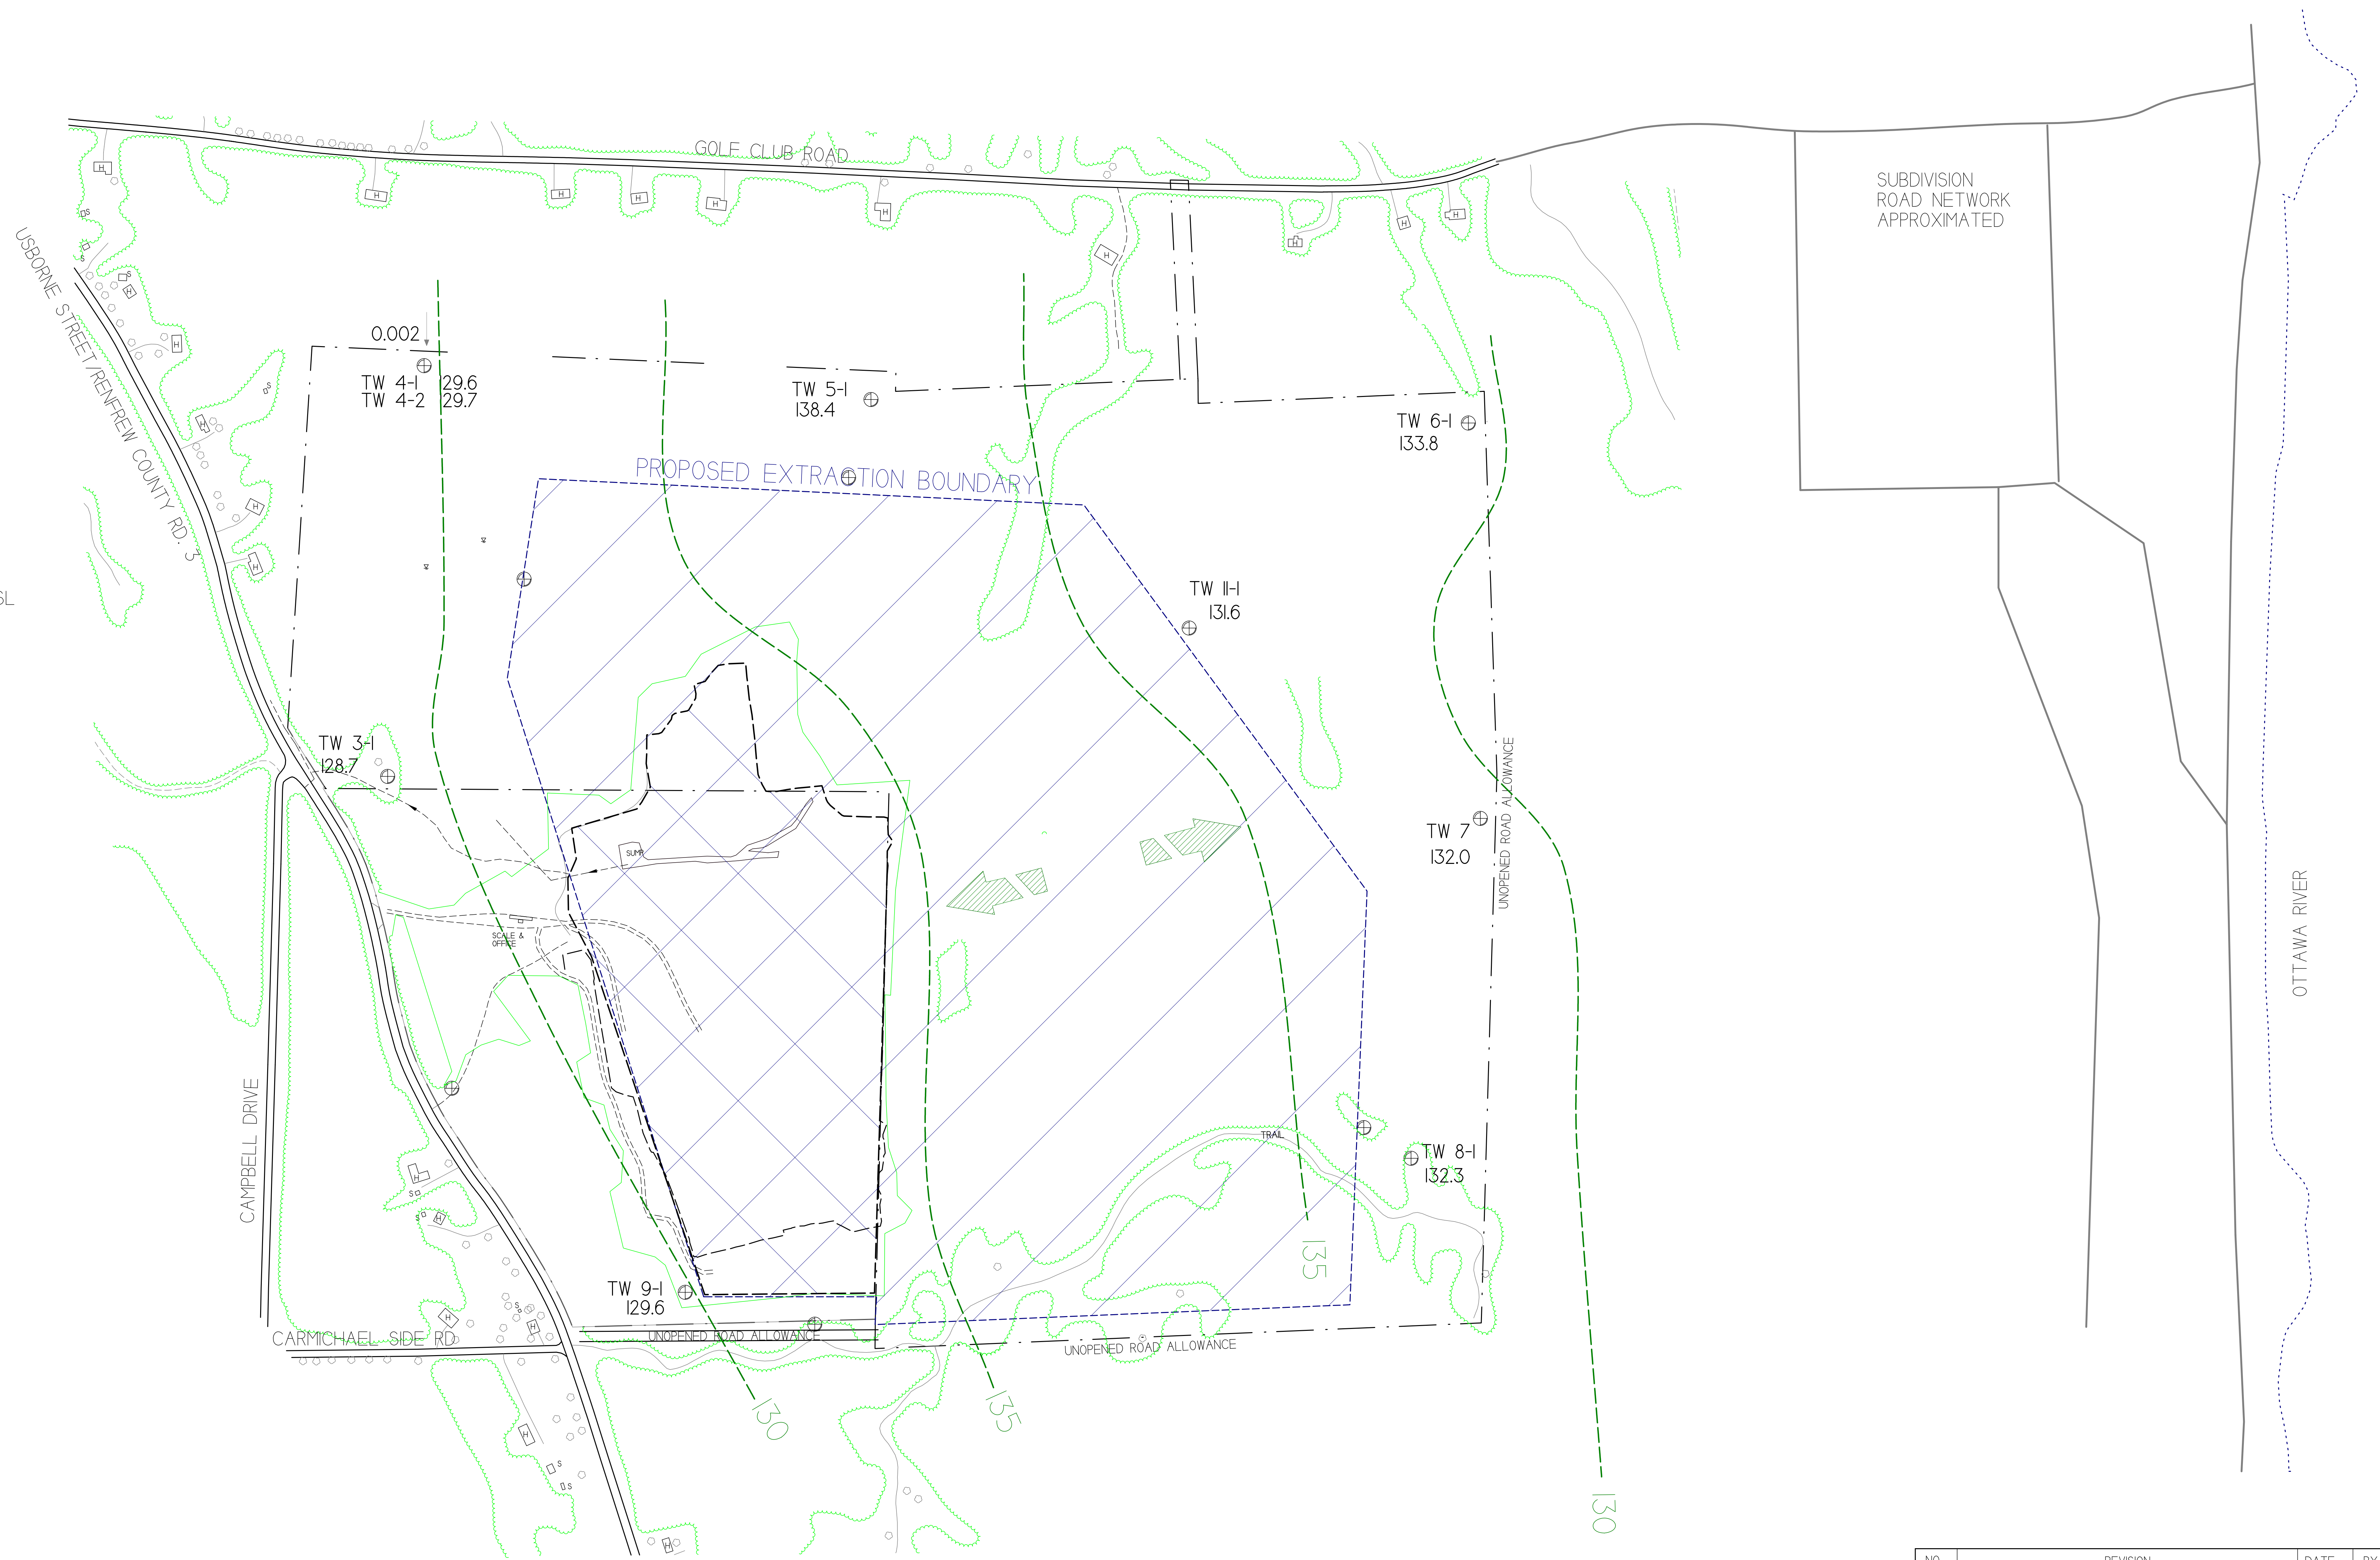 GOLF CLUB ROAD
SUBDIVISION
ROAD NETWORK
APPROXIMATED
H
H
H
H
H
H
H
H
H
H
S
S
S
H
H
S
H
H
H
USBORNE STREET/RENFREW COUNTY RD. 3
0.002
TW 4-1 129.6
TW 4-2 129.7
TW 5-1
138.4
TW 6-1
133.8
PROPOSED EXTRACTION BOUNDARY
TW 11-1
131.6
SL
TW 3-1
128.7
UNOPENED ROAD ALLOWANCE
TW 7
132.0
SUMP
SCALE &
OFFICE
OTTAWA RIVER
CAMPBELL DRIVE
TRAIL
TW 8-1
132.3
H
S
S
H
135
TW 9-1
129.6
S
H
H
CARMICHAEL SIDE RD
UNOPENED ROAD ALLOWANCE
UNOPENED ROAD ALLOWANCE
130
135
H
S
S
130
H
NO.
REVISION
DATE
BY